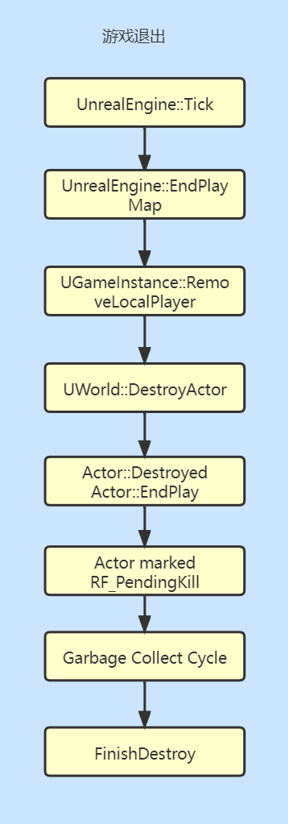 游戏退出
UnrealEngine::Tick
UnrealEngine::EndPlay
Map
UGameInstance::Remo
veLocalPlayer
UWorld::DestroyActor
Actor::Destroyed
Actor::EndPlay
Actor marked
RF_PendingKill
Garbage Collect Cycle
FinishDestroy